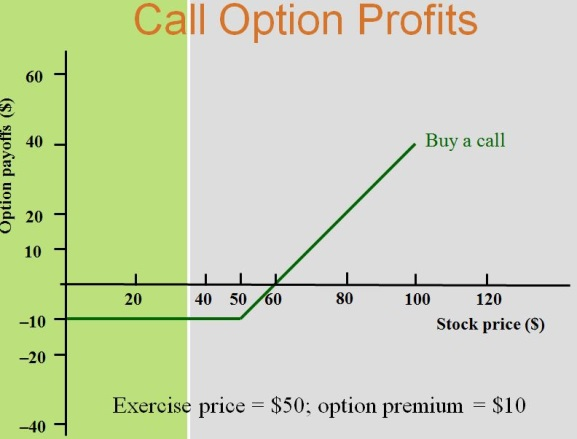 Call Option Profits
Option payoffs ($)
60
40
20
10
–10
–20
–40
20 40 50 60 80 100 120
Stock price ($)
Buy a call
Exercise price = $50; option premium = $10